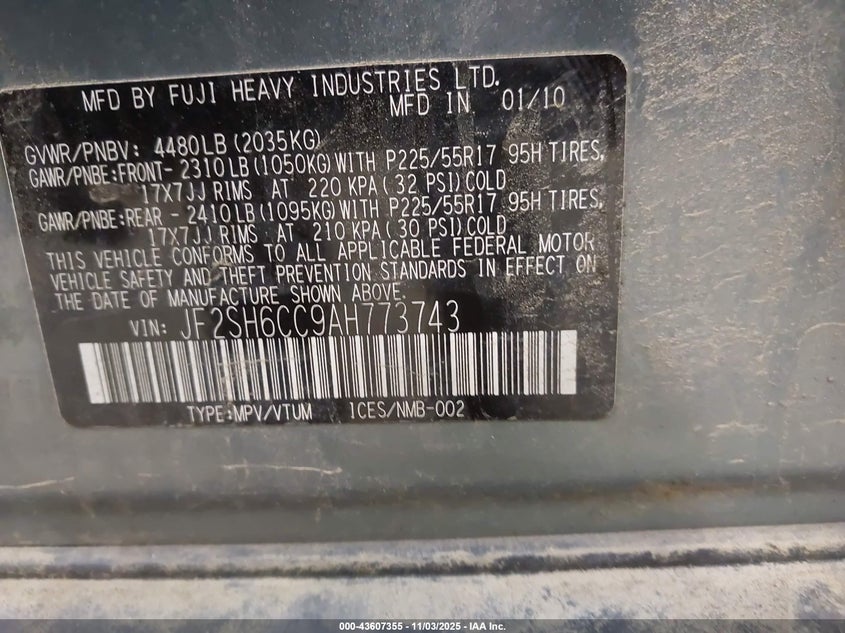 MFD BY FUJI HEAVY INDUSTRIES LTD.
MFD IN 01/10
GVWR/PNBV: 4480LB (2035KG)
GAWR/PNBE:FRONT- 2310LB(1050KG)WITH P225/55R17 95H TIRES,
17X7JJ RIMS AT 220 KPA (32 PSI)COLD
GAWR/PNBE:REAR - 2410LB(1095KG)WITH P225/55R17 95H TIRES,
17X7JJ RIMS AT 210 KPA (30 PSI)COLD
THIS VEHICLE CONFORMS TO ALL APPLICABLE FEDERAL MOTOR
VEHICLE SAFETY AND THEFT PREVENTION STANDARDS IN EFFECT ON
THE DATE OF MANUFACTURE SHOWN ABOVE.
VIN: JF2SH6CC9AH773743
TYPE:MPV/VTUM ICES/NMB-002
000-43607355 - 11/03/2025 - IAA Inc.